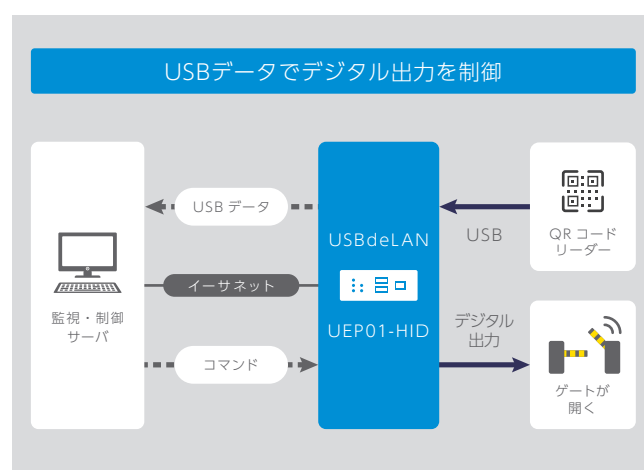 USBデータでデジタル出力を制御
監視・制御
サーバ
USB データ
イーサネット
コマンド
USBdeLAN
UEP01-HID
USB
デジタル
出力
QR コード
リーダー
ゲートが
開く